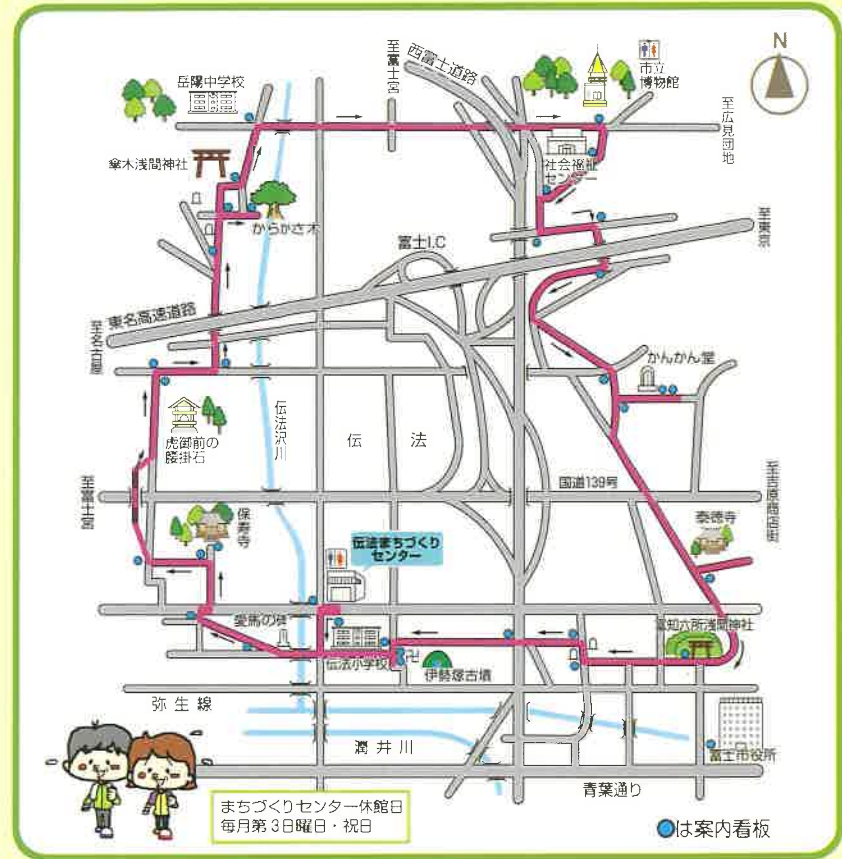 至富士宮
西富士道路
市立
博物館
N
岳陽中学校
至広見団地
傘木浅間神社
社会福祉
センター
からかさ木
富士I.C
至東京
東名高速道路
至名古屋
かんかん堂
虎御前の
腰掛石
伝法沢川
伝法
国道139号
至富士宮
至吉原商店街
保寿寺
泰徳寺
伝法まちづくり
センター
愛馬の碑
富知六所浅間神社
伝法小学校
卍
伊勢塚古墳
弥生線
潤井川
富士市役所
青葉通り
まちづくりセンター休館日
毎月第3日曜日・祝日
は案内看板